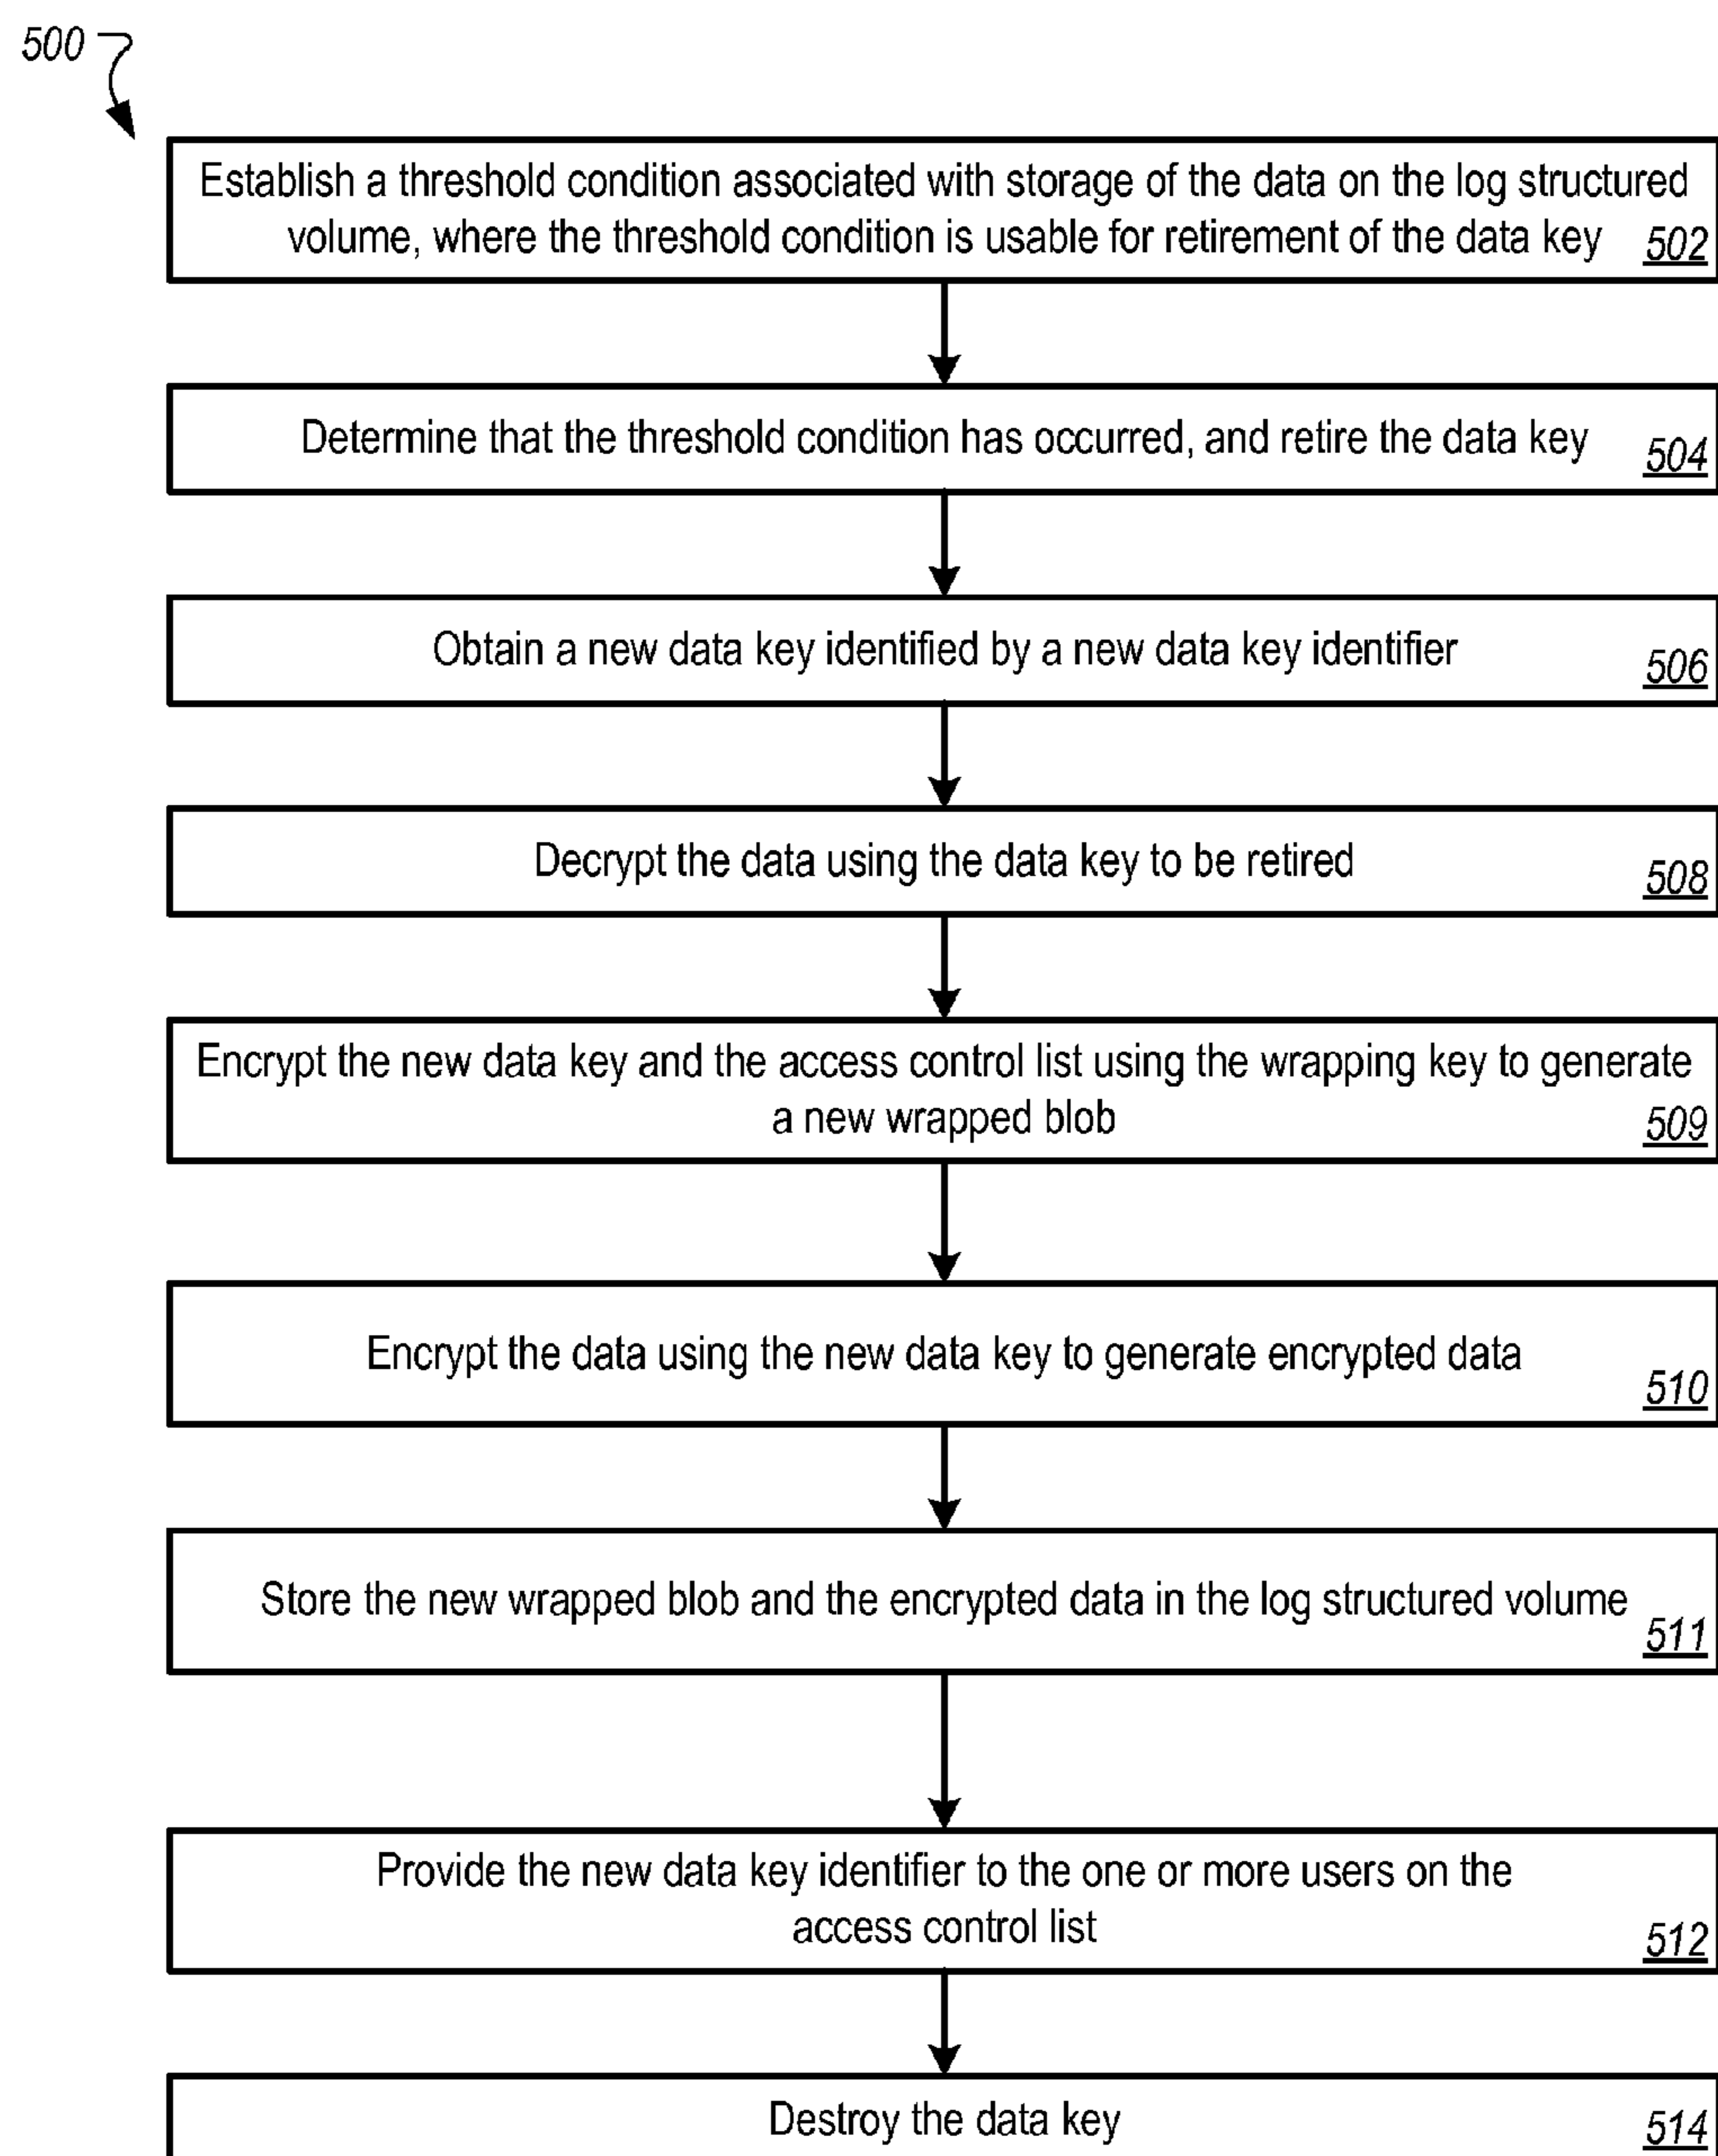 500
Establish a threshold condition associated with storage of the data on the log structured
volume, where the threshold condition is usable for retirement of the data key 502
Determine that the threshold condition has occurred, and retire the data key 504
Obtain a new data key identified by a new data key identifier 506
Decrypt the data using the data key to be retired 508
Encrypt the new data key and the access control list using the wrapping key to generate
a new wrapped blob 509
Encrypt the data using the new data key to generate encrypted data 510
Store the new wrapped blob and the encrypted data in the log structured volume 511
Provide the new data key identifier to the one or more users on the
access control list 512
Destroy the data key 514